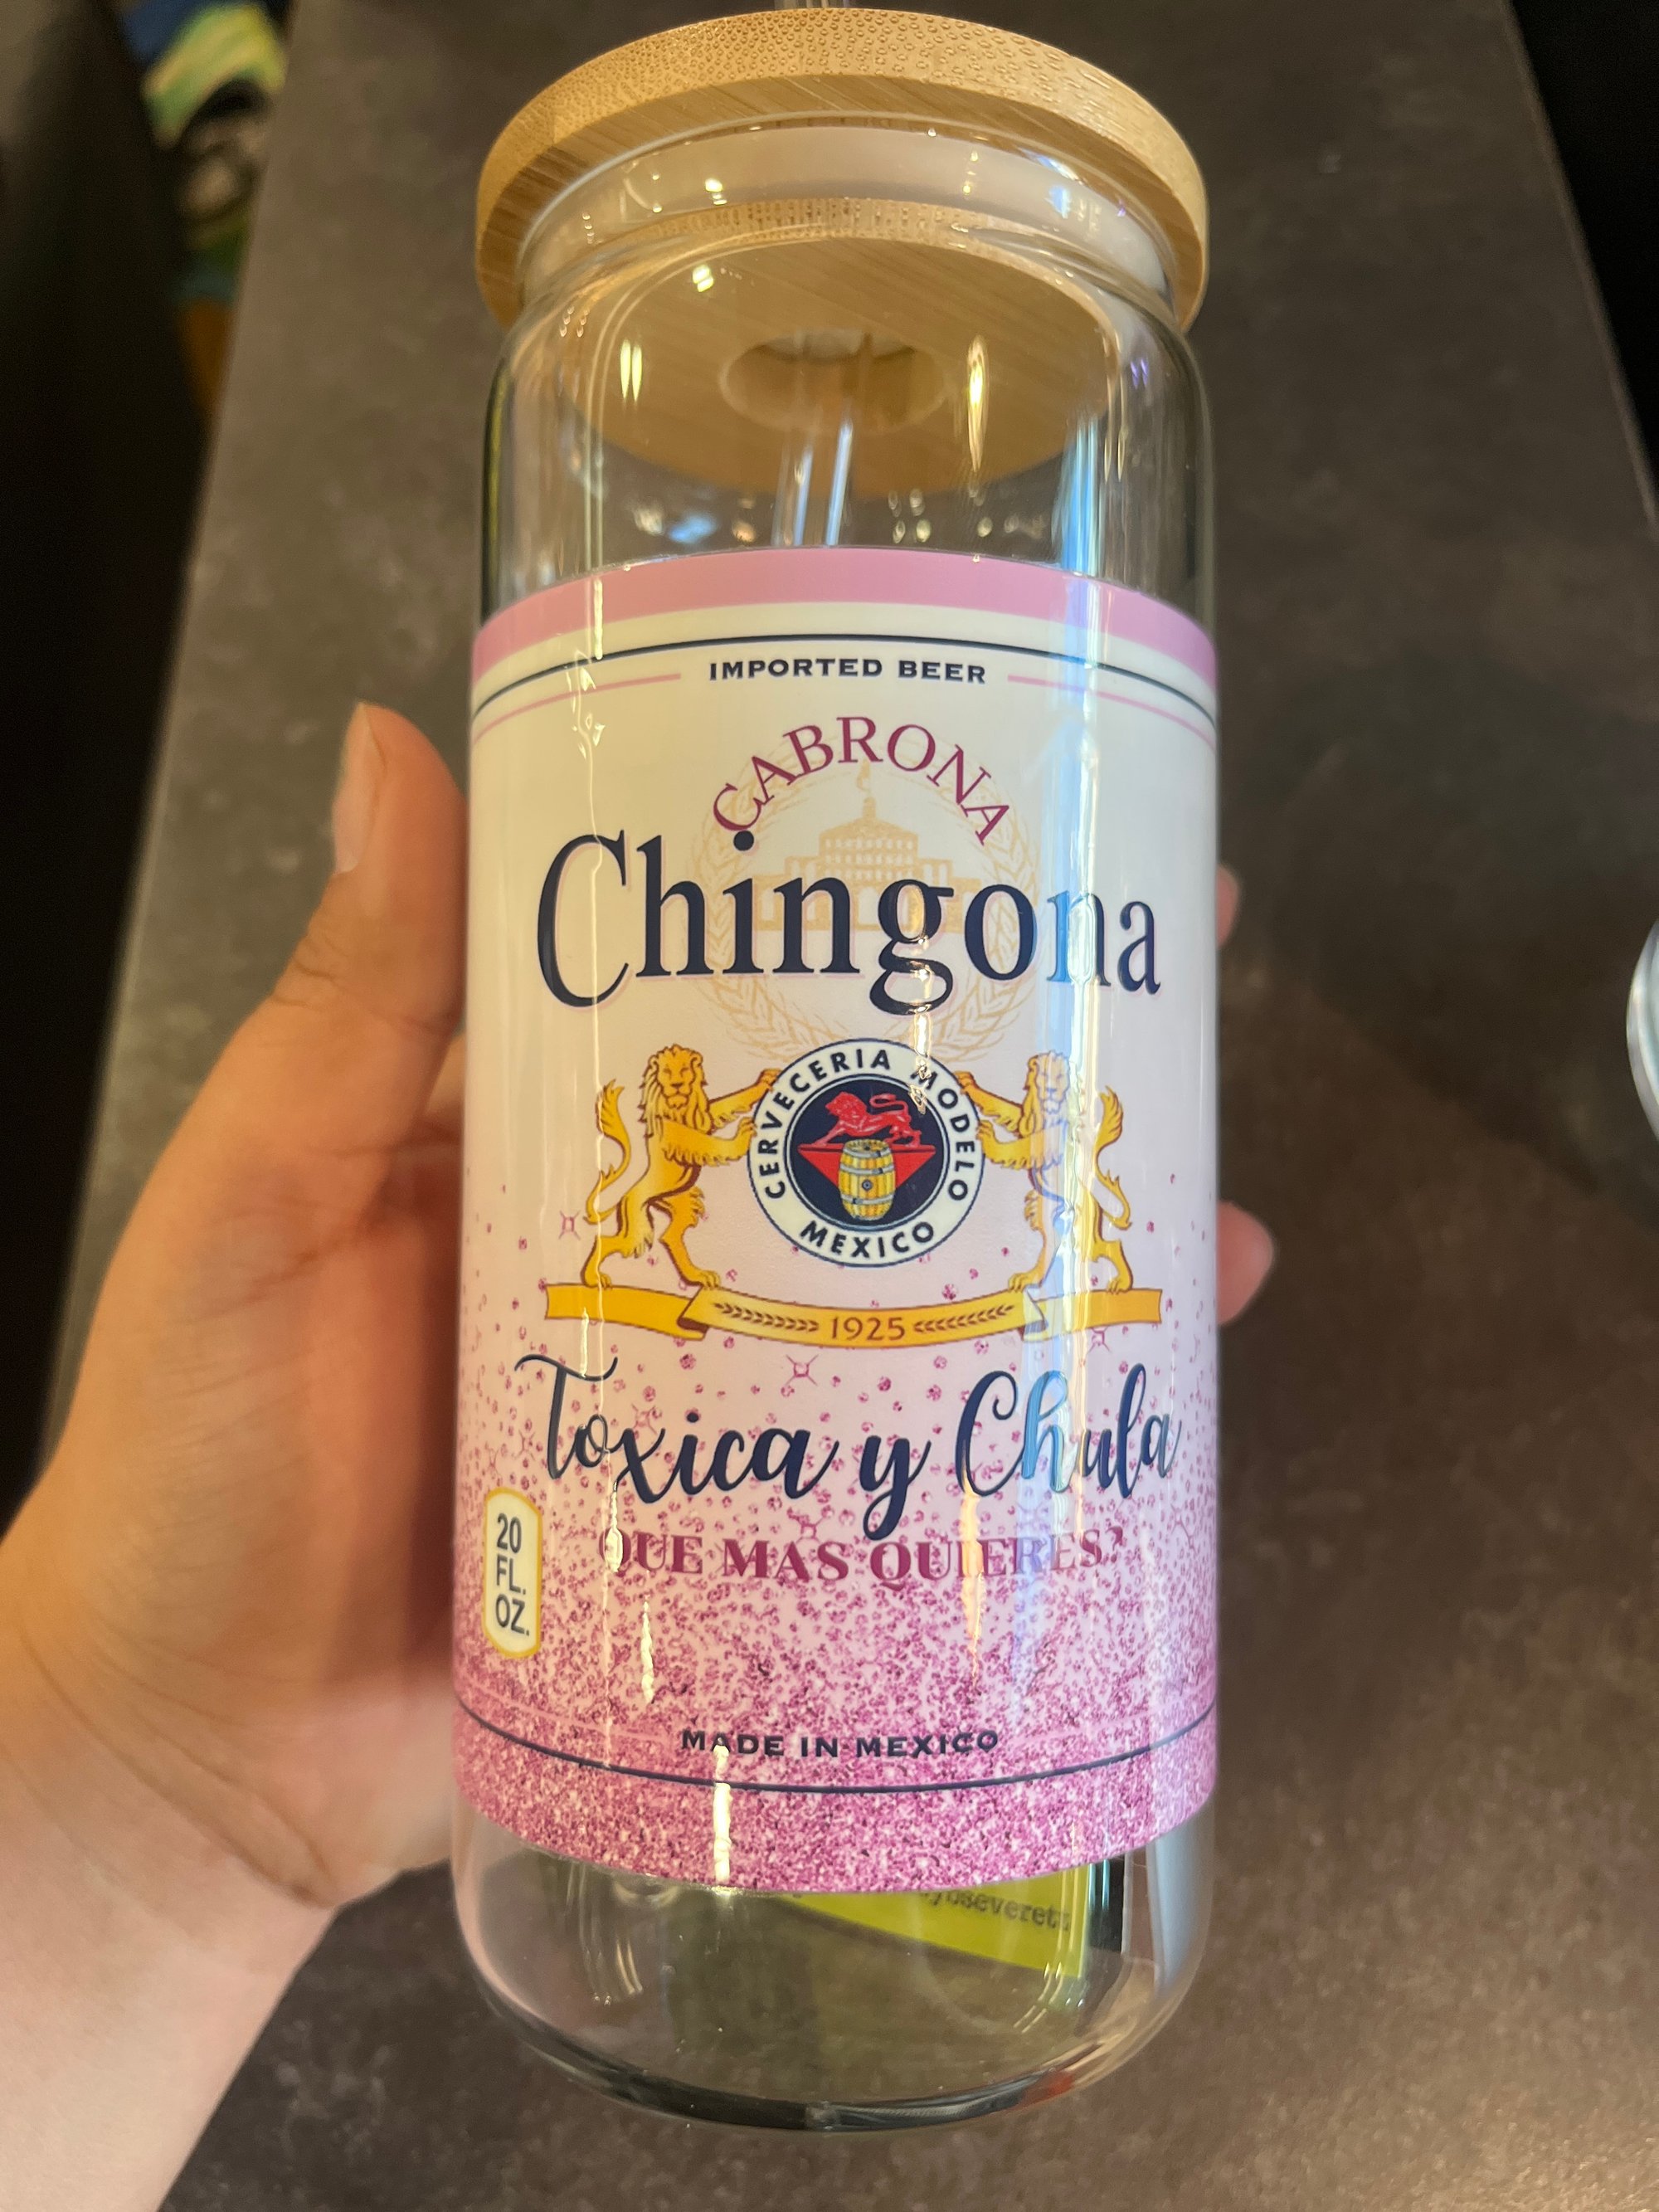 IMPORTED BEER
CABRONA
Chingona
CERVECERIA MODELO
MEXICO
1925
Toxica y Chula
QUE MAS QUIERES?
20
FL.
OZ.
MADE IN MEXICO